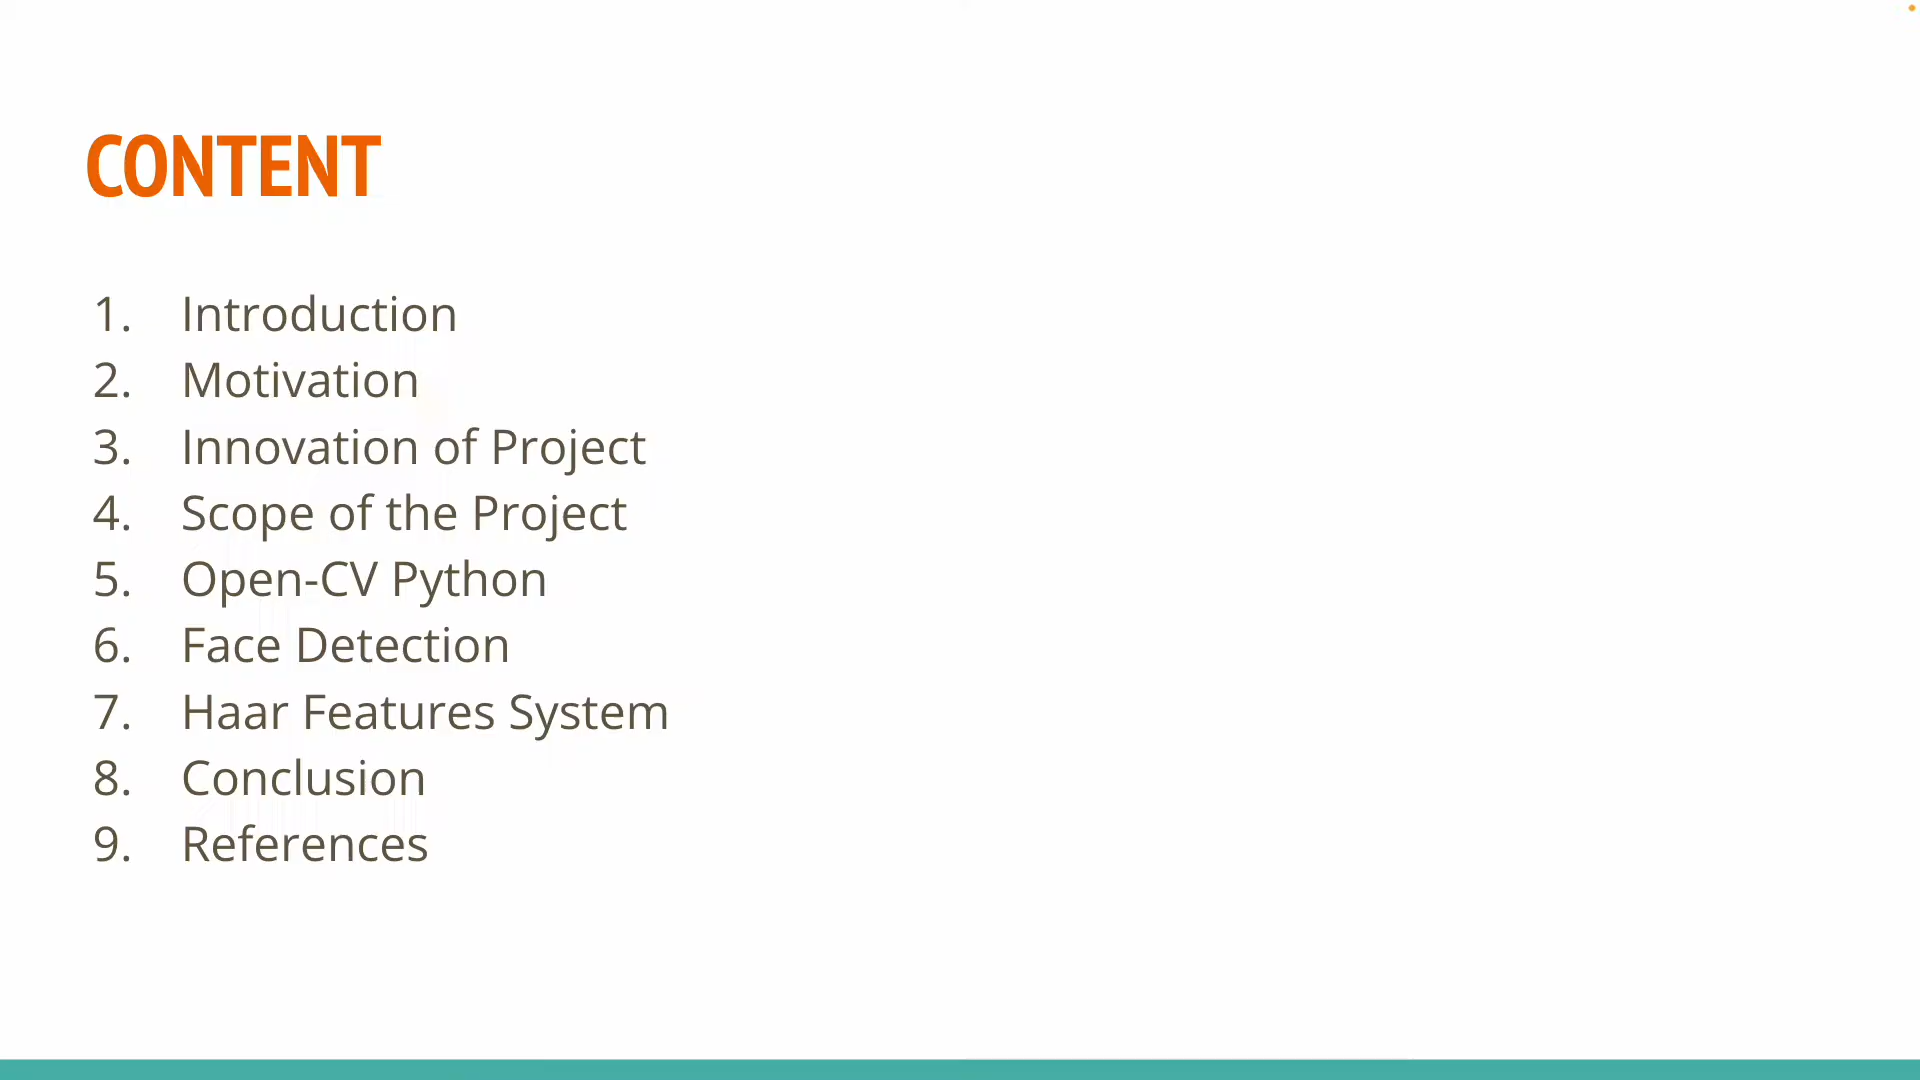 CONTENT
1. Introduction
2. Motivation
3. Innovation of Project
4. Scope of the Project
5. Open-CV Python
6. Face Detection
7. Haar Features System
8. Conclusion
9. References